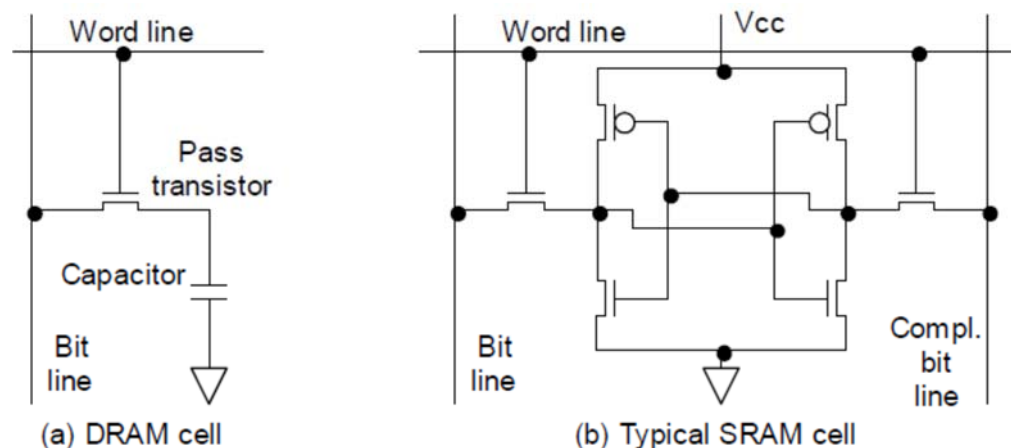 Word line
Pass
transistor
Capacitor
Bit
line
(a) DRAM cell
Word line
Vcc
Bit
line
Compl.
bit
line
(b) Typical SRAM cell